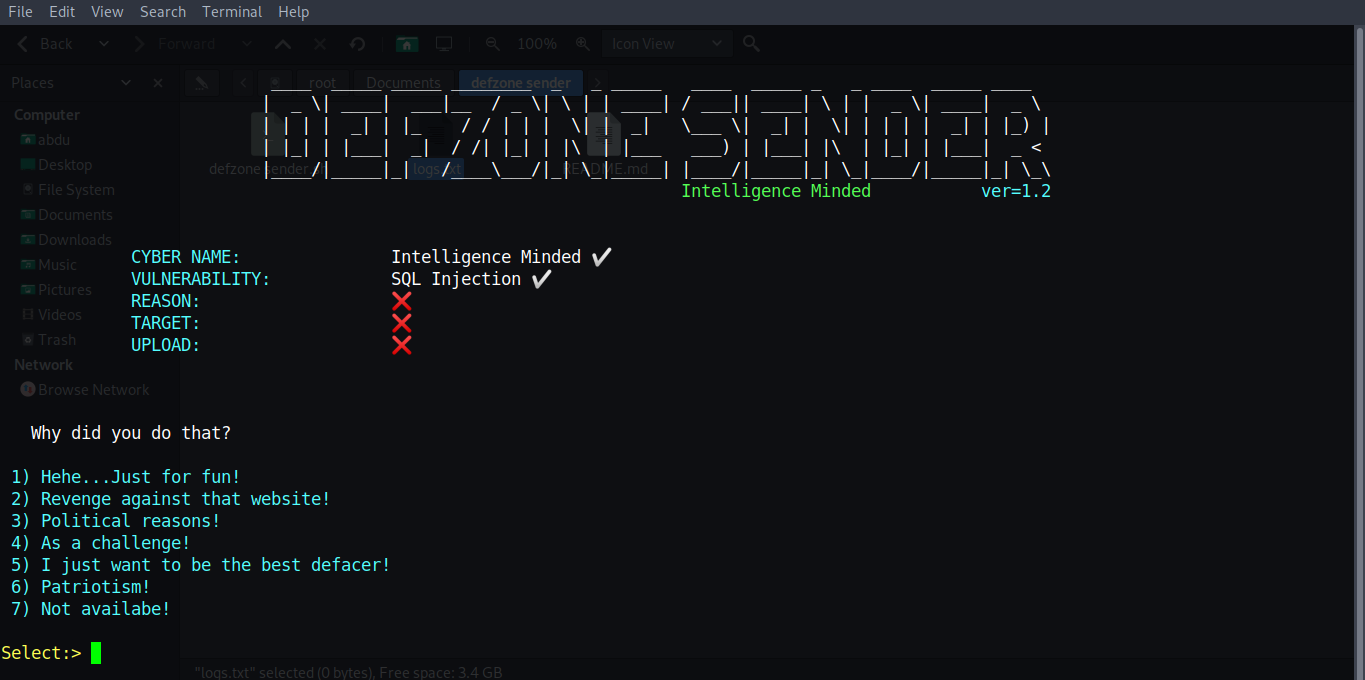 File Edit View Search Terminal Help
Back Forward 100% Icon View
Places root Documents defzone sender
DEFZONE SENDER
Computer
abdu
defzone sender logs.txt README.md
Desktop
File System
Intelligence Minded ver=1.2
Documents
Downloads
CYBER NAME: Intelligence Minded ✔
Music
VULNERABILITY: SQL Injection ✔
Pictures
REASON: ❌
Videos
TARGET: ❌
Trash
UPLOAD: ❌
Network
Browse Network
Why did you do that?
1) Hehe...Just for fun!
2) Revenge against that website!
3) Political reasons!
4) As a challenge!
5) I just want to be the best defacer!
6) Patriotism!
7) Not availabe!
Select:>
"logs.txt" selected (0 bytes), Free space: 3.4 GB